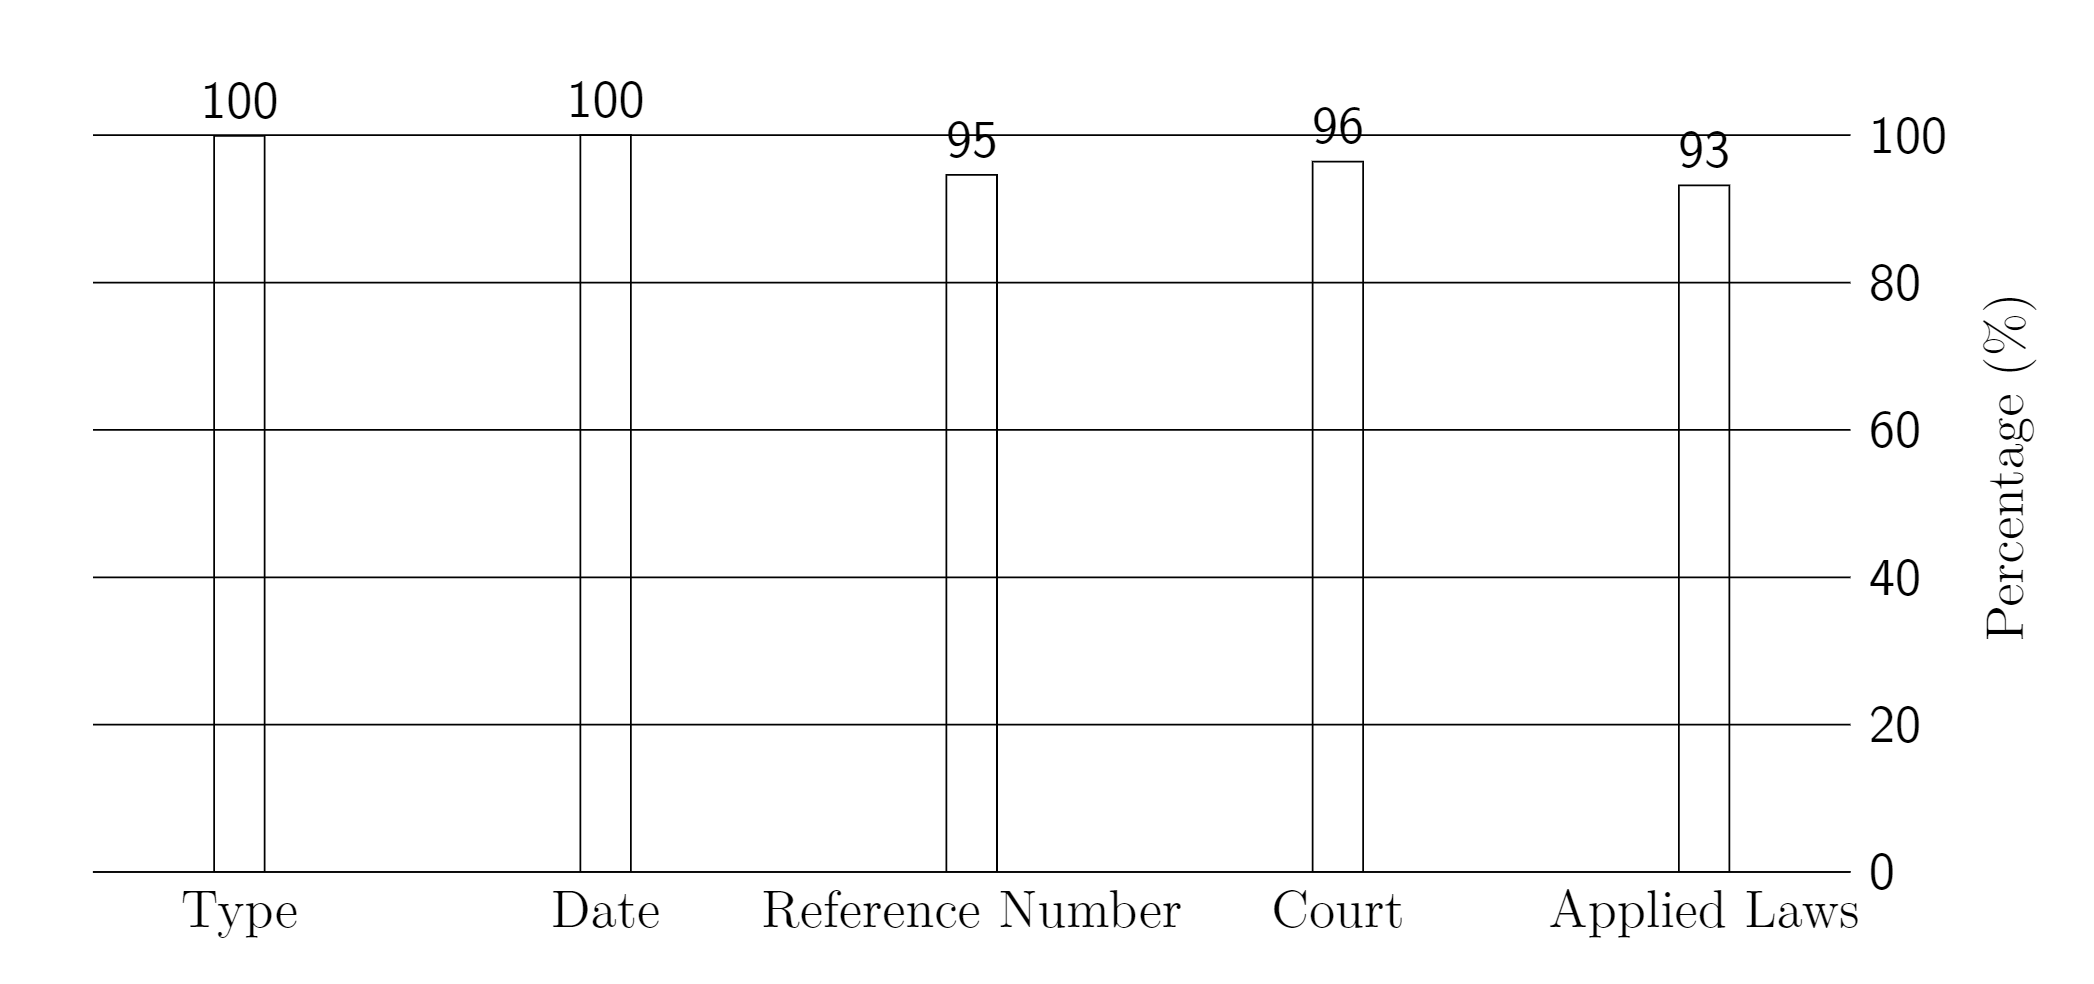 100
100
95
96
93
100
80
60
40
20
0
Percentage (%)
Type
Date
Reference Number
Court
Applied Laws